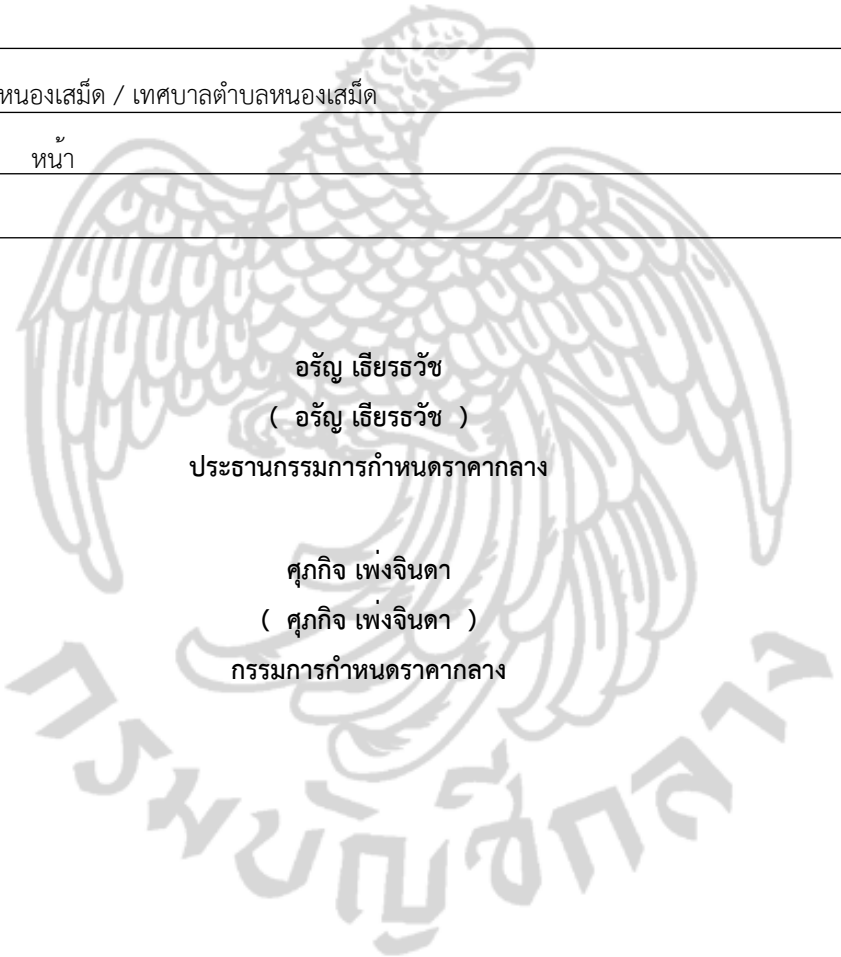 หนองเสม็ด / เทศบาลตำบลหนองเสม็ด
หน้า
อรัญ เธียรธวัช
( อรัญ เธียรธวัช )
ประธานกรรมการกำหนดราคากลาง
ศุภกิจ เพ่งจินดา
( ศุภกิจ เพ่งจินดา )
กรรมการกำหนดราคากลาง
กรมบัญชีกลาง